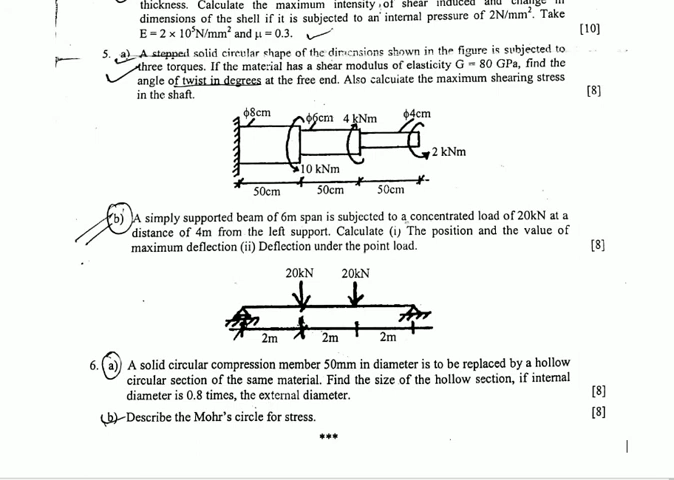 thickness. Calculate the maximum intensity of shear induced and change in
dimensions of the shell if it is subjected to an internal pressure of 2N/mm². Take
E = 2 × 10⁵N/mm² and μ = 0.3.
[10]
5. a) A stepped solid circular shape of the dimensions shown in the figure is subjected to
three torques. If the material has a shear modulus of elasticity G = 80 GPa, find the
angle of twist in degrees at the free end. Also calculate the maximum shearing stress
in the shaft.
[8]
ϕ8cm ϕ6cm 4 kNm ϕ4cm
2 kNm
10 kNm
50cm 50cm 50cm
b) A simply supported beam of 6m span is subjected to a concentrated load of 20kN at a
distance of 4m from the left support. Calculate (i) The position and the value of
maximum deflection (ii) Deflection under the point load.
[8]
20kN 20kN
2m 2m 2m
6. a) A solid circular compression member 50mm in diameter is to be replaced by a hollow
circular section of the same material. Find the size of the hollow section, if internal
diameter is 0.8 times, the external diameter.
[8]
b) Describe the Mohr's circle for stress.
[8]
***